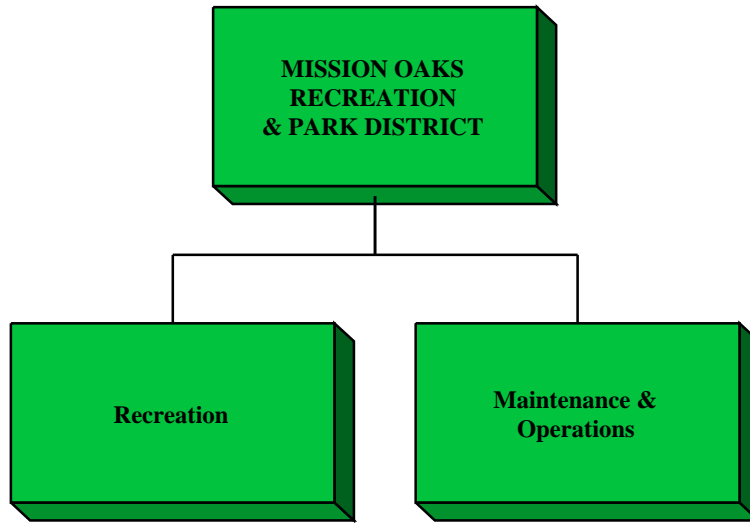 MISSION OAKS
RECREATION
& PARK DISTRICT
Recreation
Maintenance &
Operations